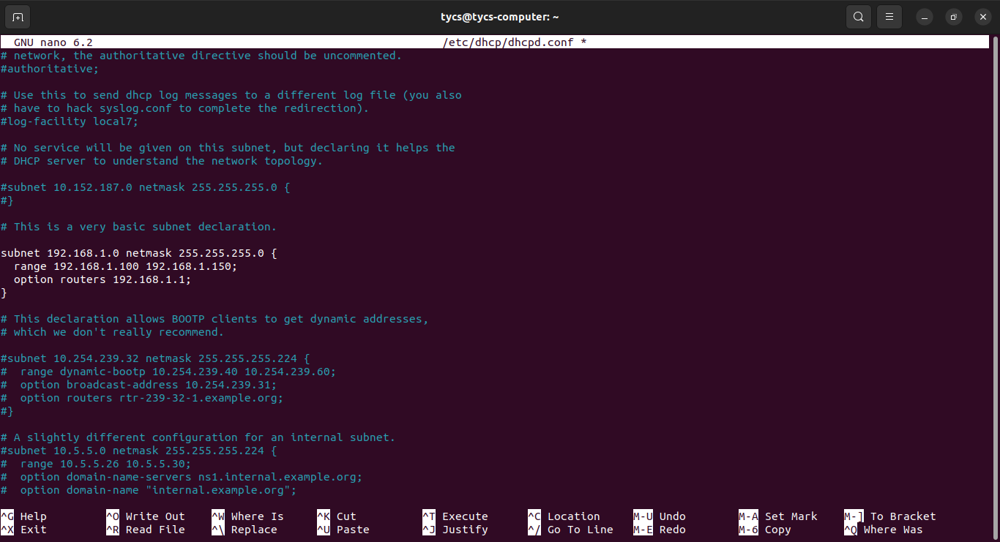 tycs@tycs-computer: ~
GNU nano 6.2 /etc/dhcp/dhcpd.conf *
# network, the authoritative directive should be uncommented.
#authoritative;
# Use this to send dhcp log messages to a different log file (you also
# have to hack syslog.conf to complete the redirection).
#log-facility local7;
# No service will be given on this subnet, but declaring it helps the
# DHCP server to understand the network topology.
#subnet 10.152.187.0 netmask 255.255.255.0 {
#}
# This is a very basic subnet declaration.
subnet 192.168.1.0 netmask 255.255.255.0 {
  range 192.168.1.100 192.168.1.150;
  option routers 192.168.1.1;
}
# This declaration allows BOOTP clients to get dynamic addresses,
# which we don't really recommend.
#subnet 10.254.239.32 netmask 255.255.255.224 {
#  range dynamic-bootp 10.254.239.40 10.254.239.60;
#  option broadcast-address 10.254.239.31;
#  option routers rtr-239-32-1.example.org;
#}
# A slightly different configuration for an internal subnet.
#subnet 10.5.5.0 netmask 255.255.255.224 {
#  range 10.5.5.26 10.5.5.30;
#  option domain-name-servers ns1.internal.example.org;
#  option domain-name "internal.example.org";
^G Help ^O Write Out ^W Where Is ^K Cut ^T Execute ^C Location M-U Undo M-A Set Mark M-] To Bracket
^X Exit ^R Read File ^\ Replace ^U Paste ^J Justify ^/ Go To Line M-E Redo M-6 Copy ^Q Where Was